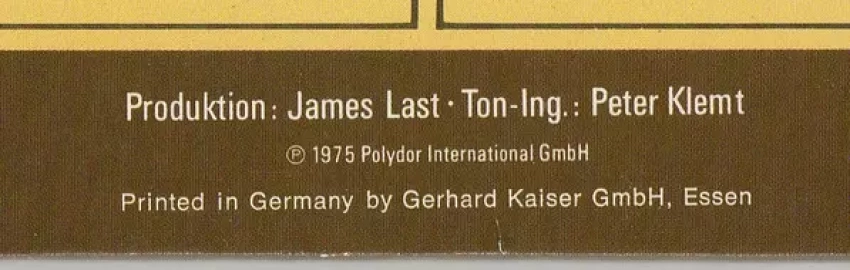 Produktion: James Last · Ton-Ing.: Peter Klemt
℗ 1975 Polydor International GmbH
Printed in Germany by Gerhard Kaiser GmbH, Essen